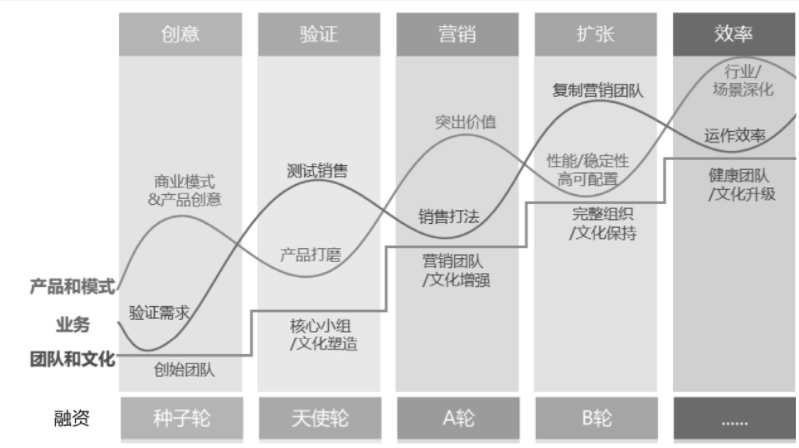 创意 验证 营销 扩张 效率
行业/
场景深化
复制营销团队
突出价值
运作效率
测试销售
性能/稳定性
高可配置
商业模式
&产品创意
健康团队
/文化升级
销售打法
完整组织
/文化保持
产品打磨
营销团队
/文化增强
产品和模式
验证需求
业务
核心小组
/文化塑造
团队和文化
创始团队
融资 种子轮 天使轮 A轮 B轮 ......